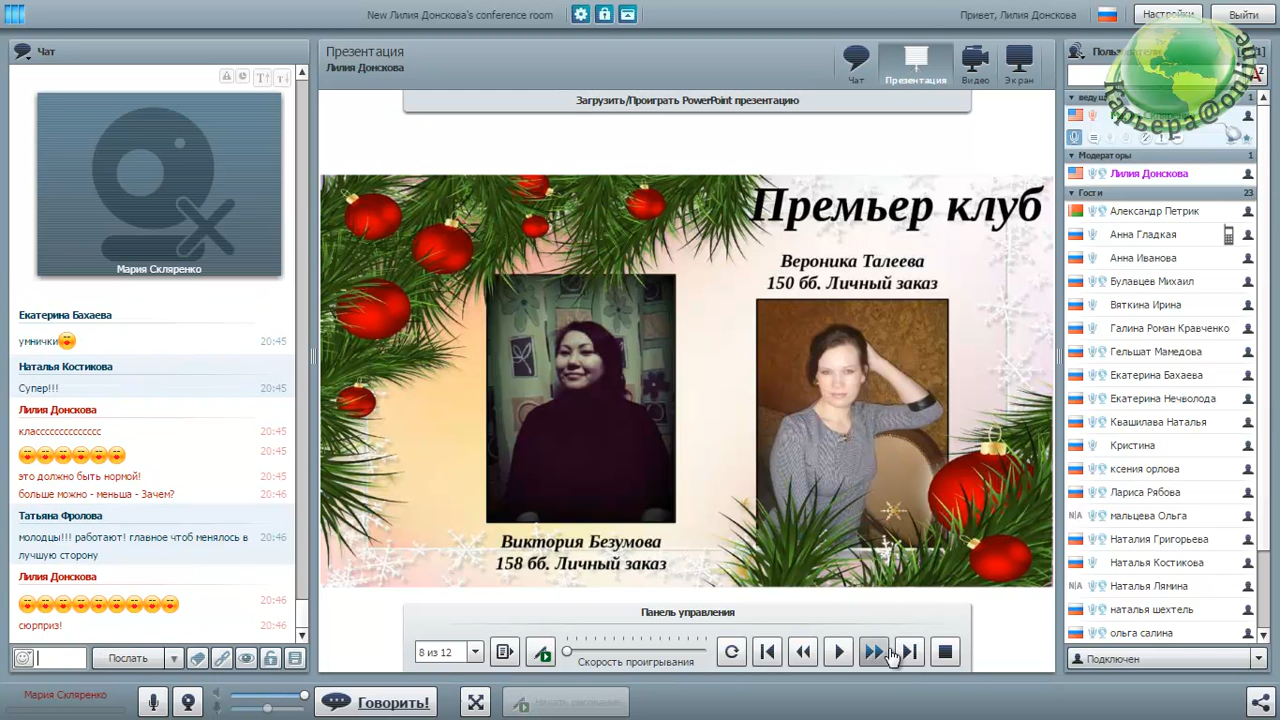 New Лилия Донскова's conference room
Привет, Лилия Донскова
Настройки
Выйти
Чат
Мария Скляренко
Екатерина Бахаева
умнички
20:45
Наталья Костикова
Супер!!!
20:45
Лилия Донскова
классссссссссссс
20:45
20:45
это должно быть нормой!
20:45
больше можно - меньше - Зачем?
20:46
Татьяна Фролова
молодцы!!! работают! главное чтоб менялось в
20:46
лучшую сторону
Лилия Донскова
20:46
сюрприз!
20:46
Послать
Презентация
Лилия Донскова
Чат
Презентация
Видео
Экран
Загрузить/Проиграть PowerPoint презентацию
Премьер клуб
Вероника Талеева
150 бб. Личный заказ
Виктория Безумова
158 бб. Личный заказ
Панель управления
8 из 12
Скорость проигрывания
Карьера@online
1
Модераторы
1
Лилия Донскова
Гости
23
Александр Петрик
Анна Гладкая
Анна Иванова
Булавцев Михаил
Вяткина Ирина
Галина Роман Кравченко
Гельшат Мамедова
Екатерина Бахаева
Екатерина Нечволода
Квашилава Наталья
Кристина
ксения орлова
Лариса Рябова
N|A
мальцева Ольга
Наталия Григорьева
Наталья Костикова
N|A
Наталья Лямина
наталья шехтель
ольга салина
Подключен
Мария Скляренко
Говорить!